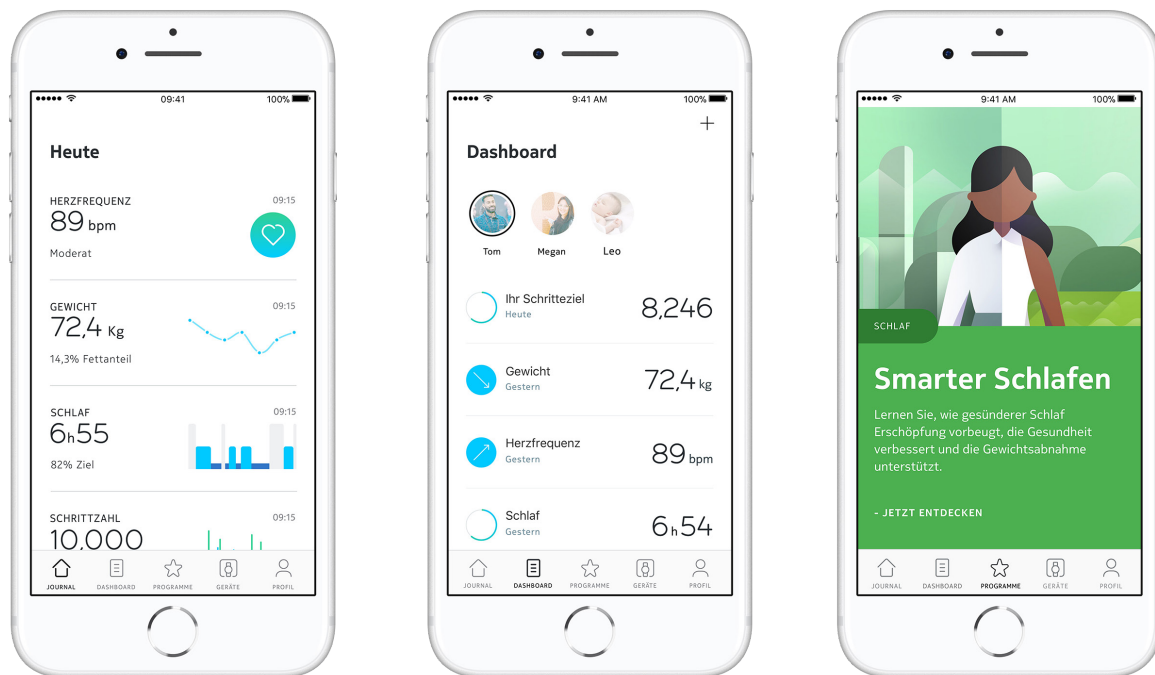 09:41
100%
Heute
HERZFREQUENZ
09:15
89 bpm
Moderat
GEWICHT
09:15
72,4 Kg
14,3% Fettanteil
SCHLAF
09:15
6h55
82% Ziel
SCHRITTZAHL
09:15
10,000
JOURNAL
DASHBOARD
PROGRAMME
GERÄTE
PROFIL
9:41 AM
100%
+
Dashboard
Tom
Megan
Leo
Ihr Schritteziel
Heute
8,246
Gewicht
Gestern
72,4 kg
Herzfrequenz
Gestern
89 bpm
Schlaf
Gestern
6h54
JOURNAL
DASHBOARD
PROGRAMME
GERÄTE
PROFIL
9:41 AM
100%
SCHLAF
Smarter Schlafen
Lernen Sie, wie gesünderer Schlaf
Erschöpfung vorbeugt, die Gesundheit
verbessert und die Gewichtsabnahme
unterstützt.
- JETZT ENTDECKEN
JOURNAL
DASHBOARD
PROGRAMME
GERÄTE
PROFIL